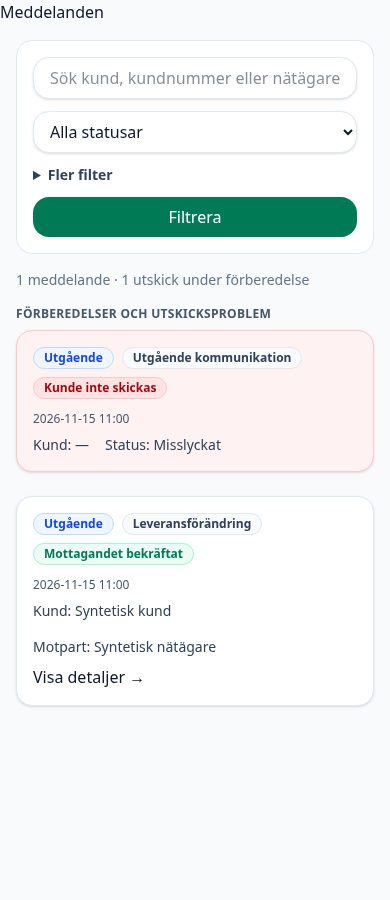 Meddelanden
Sök kund, kundnummer eller nätägare
Alla statusar
Fler filter
Filtrera
1 meddelande · 1 utskick under förberedelse
FÖRBEREDELSER OCH UTSKICKSPROBLEM
Utgående Utgående kommunikation
Kunde inte skickas
2026-11-15 11:00
Kund: — Status: Misslyckat
Utgående Leveransförändring
Mottagandet bekräftat
2026-11-15 11:00
Kund: Syntetisk kund
Motpart: Syntetisk nätägare
Visa detaljer →